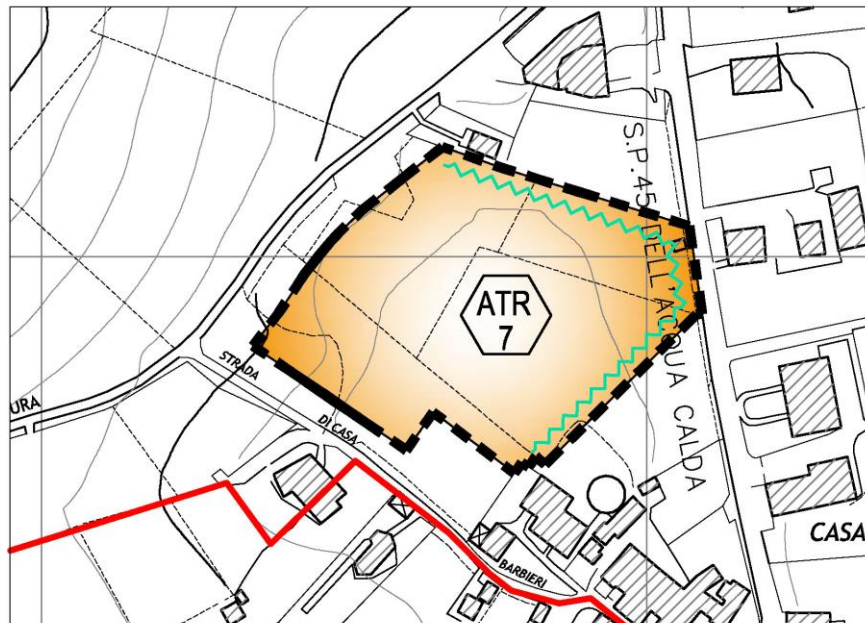 S.P.45 DELL'ACQUA CALDA
ATR
7
STRADA
DI CASA
BARBIERI
URA
CASA